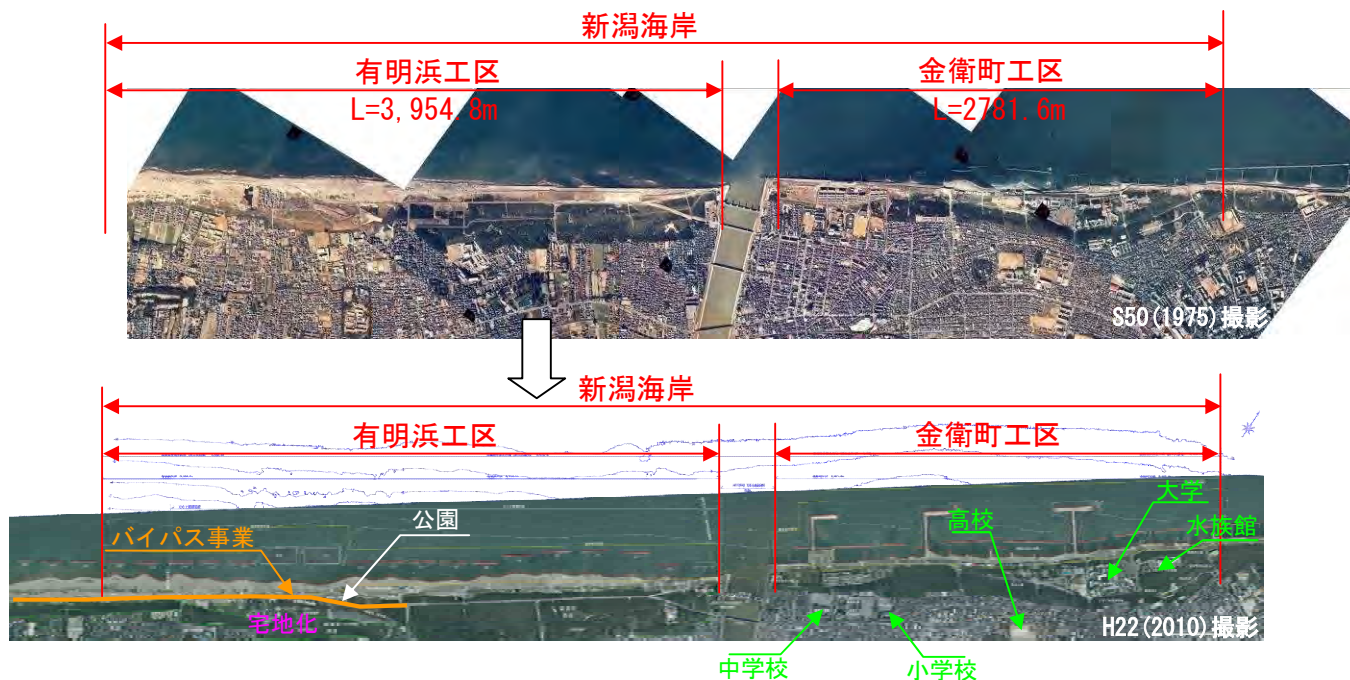 新潟海岸
有明浜工区
金衛町工区
L=3,954.8m
L=2781.6m
S50(1975)撮影
新潟海岸
有明浜工区
金衛町工区
大学
公園
高校
水族館
バイパス事業
宅地化
H22(2010)撮影
中学校
小学校